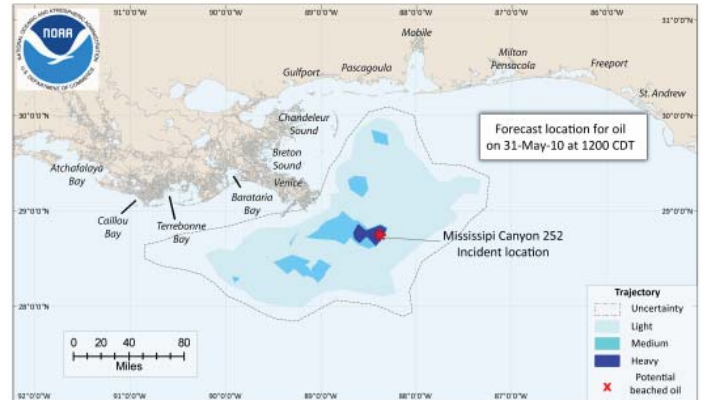 91°0'0"W
90°0'0"W
89°0'0"W
88°0'0"W
87°0'0"W
86°0'0"W
31°0'0"N
NATIONAL OCEANIC AND ATMOSPHERIC ADMINISTRATION
NOAA
U.S. DEPARTMENT OF COMMERCE
Mobile
Gulfport
Pascagoula
Milton
Pensacola
Freeport
St. Andrew
30°0'0"N
30°0'0"N
Chandeleur
Sound
Forecast location for oil
on 31-May-10 at 1200 CDT
Breton
Sound
Atchafalaya
Bay
Venice
Barataria
Bay
29°0'0"N
29°0'0"N
Caillou
Bay
Terrebonne
Bay
Mississipi Canyon 252
Incident location
28°0'0"N
Trajectory
Uncertainty
Light
Medium
Heavy
x Potential
beached oil
0 20 40 80
Miles
92°0'0"W
91°0'0"W
90°0'0"W
89°0'0"W
88°0'0"W
87°0'0"W